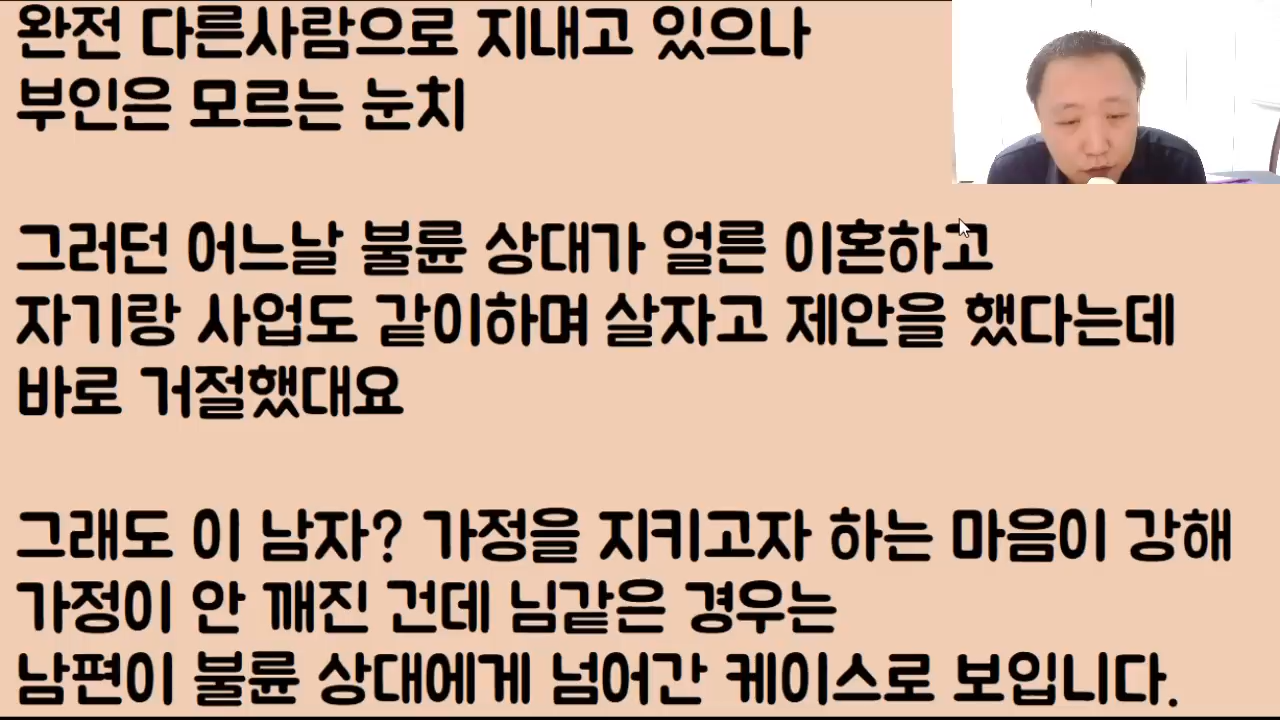 완전 다른사람으로 지내고 있으나
부인은 모르는 눈치
그러던 어느날 불륜 상대가 얼른 이혼하고
자기랑 사업도 같이하며 살자고 제안을 했다는데
바로 거절했대요
그래도 이 남자? 가정을 지키고자 하는 마음이 강해
가정이 안 깨진 건데 님같은 경우는
남편이 불륜 상대에게 넘어간 케이스로 보입니다.